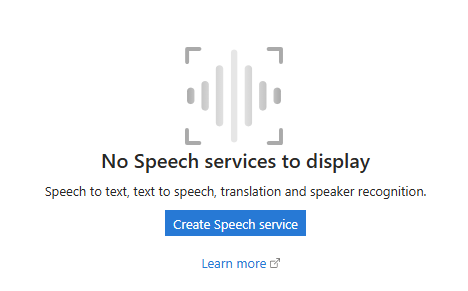 No Speech services to display
Speech to text, text to speech, translation and speaker recognition.
Create Speech service
Learn more